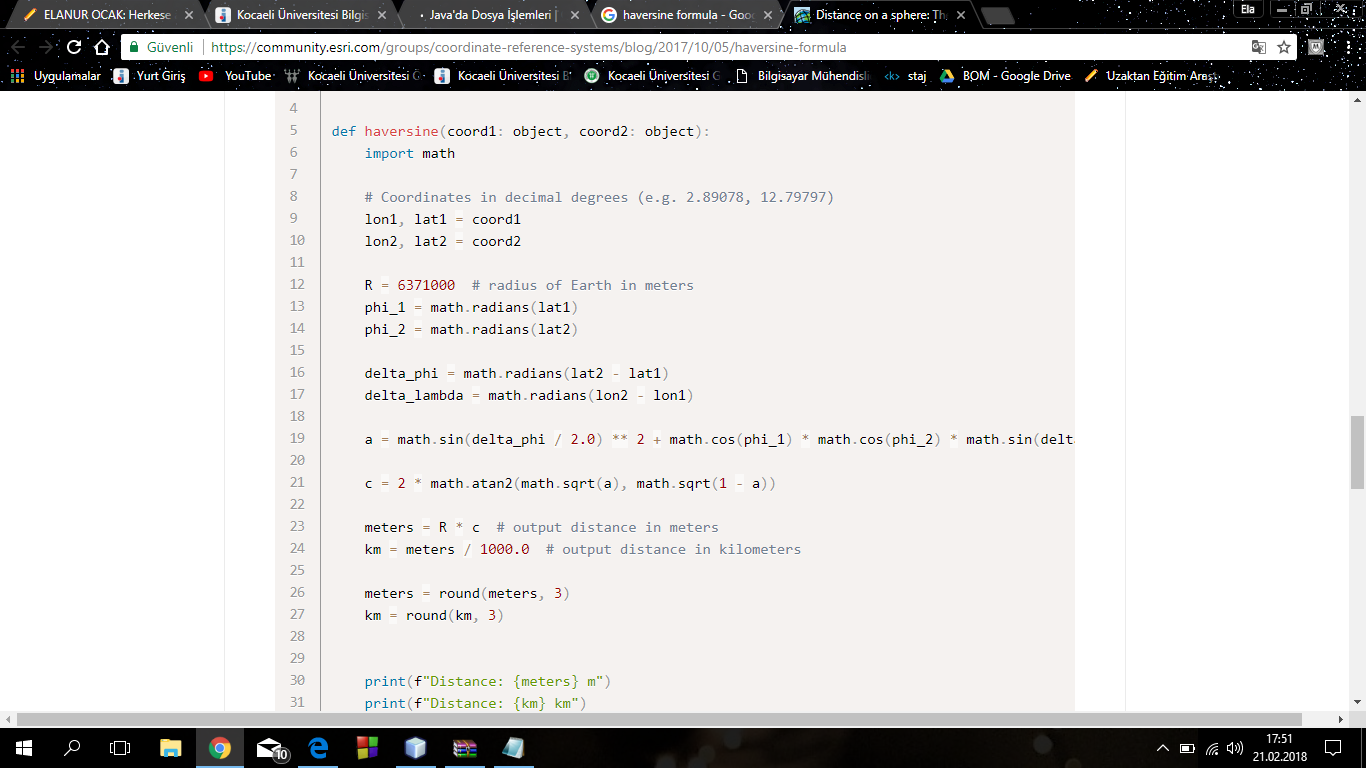 ELANUR OCAK: Herkese
Kocaeli Üniversitesi Bilgis
Java'da Dosya İşlemleri |
haversine formula - Goo
Distance on a sphere: Th
Ela
Güvenli
https://community.esri.com/groups/coordinate-reference-systems/blog/2017/10/05/haversine-formula
Uygulamalar
Yurt Giriş
YouTube
Kocaeli Üniversitesi G
Kocaeli Üniversitesi B
Kocaeli Üniversitesi G
Bilgisayar Mühendisli
<k> staj
BOM - Google Drive
Uzaktan Eğitim Araşt
4
5 def haversine(coord1: object, coord2: object):
6 import math
7
8 # Coordinates in decimal degrees (e.g. 2.89078, 12.79797)
9 lon1, lat1 = coord1
10 lon2, lat2 = coord2
11
12 R = 6371000  # radius of Earth in meters
13 phi_1 = math.radians(lat1)
14 phi_2 = math.radians(lat2)
15
16 delta_phi = math.radians(lat2 - lat1)
17 delta_lambda = math.radians(lon2 - lon1)
18
19 a = math.sin(delta_phi / 2.0) ** 2 + math.cos(phi_1) * math.cos(phi_2) * math.sin(delt
20
21 c = 2 * math.atan2(math.sqrt(a), math.sqrt(1 - a))
22
23 meters = R * c  # output distance in meters
24 km = meters / 1000.0  # output distance in kilometers
25
26 meters = round(meters, 3)
27 km = round(km, 3)
28
29
30 print(f"Distance: {meters} m")
31 print(f"Distance: {km} km")
10
17:51
21.02.2018